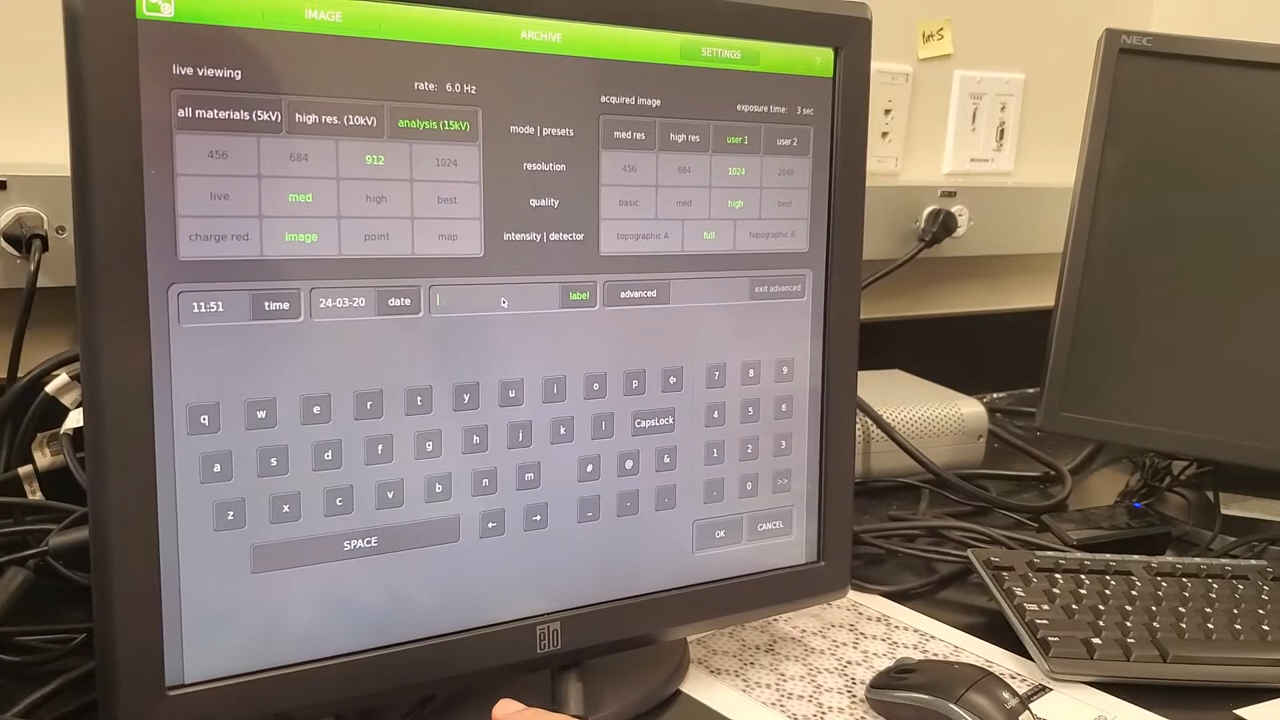 IMAGE
ARCHIVE
SETTINGS
?
live viewing
rate: 6.0 Hz
acquired image
exposure time: 3 sec
all materials (5kV) high res. (10kV) analysis (15kV)
mode | presets
med res high res user 1 user 2
456 684 912 1024
resolution
456 684 1024 2048
live med high best
quality
basic med high best
charge red. image point map
intensity | detector
topographic A full topographic B
11:51 time
24-03-20 date
label
advanced
exit advanced
q w e r t y u i o p
7 8 9
a s d f g h j k l CapsLock
4 5 6
z x c v b n m # @ &
1 2 3
SPACE
← → _ - .
. 0 >>
OK CANCEL
elo
NEC
Port 5